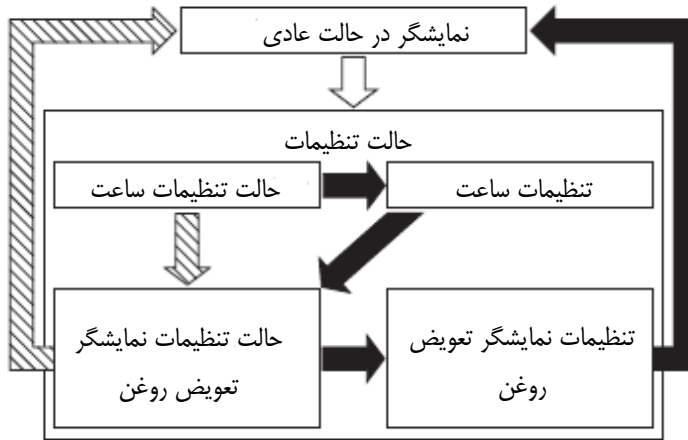 نمایشگر در حالت عادی
حالت تنظیمات
حالت تنظیمات ساعت
تنظیمات ساعت
حالت تنظیمات نمایشگر
تعویض روغن
تنظیمات نمایشگر تعویض
روغن